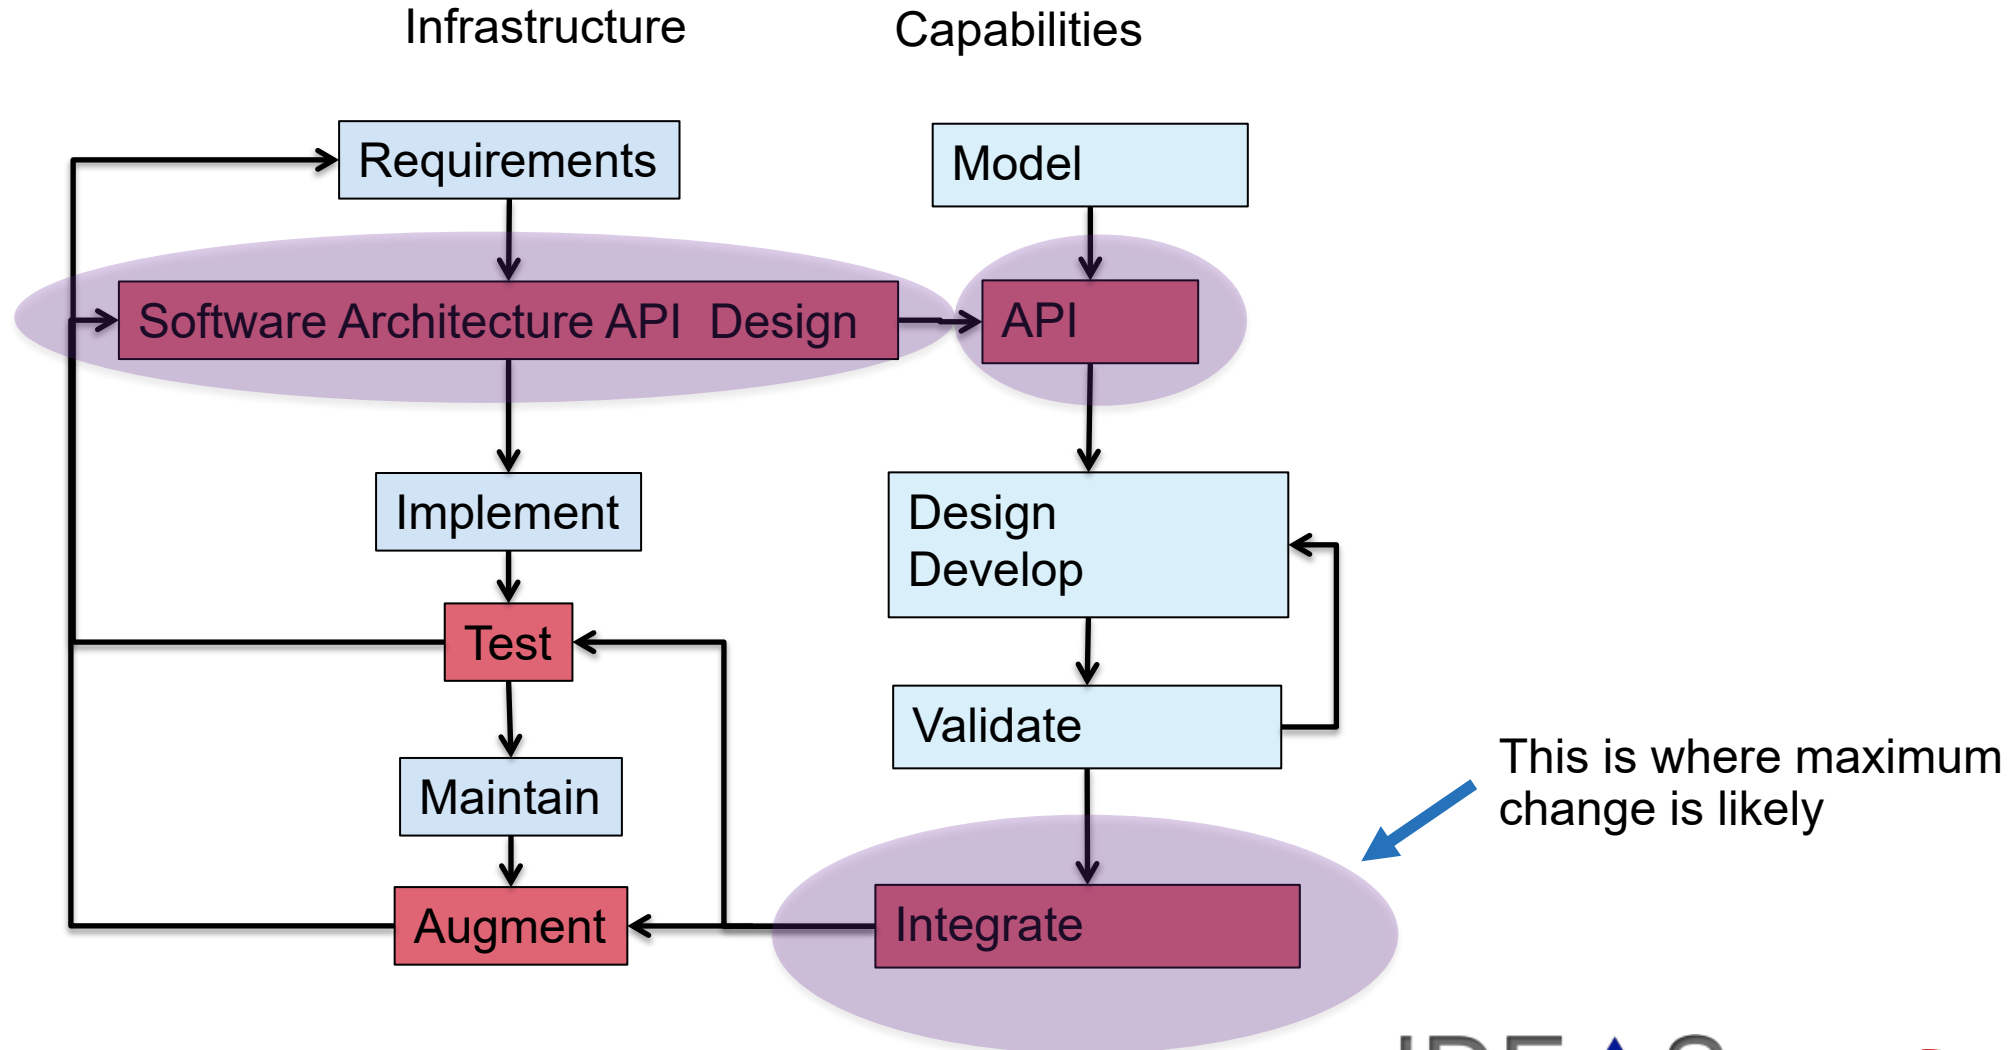 Infrastructure
Capabilities
Requirements
Model
Software Architecture API  Design
API
Implement
Design
Develop
Test
Validate
This is where maximum
change is likely
Maintain
Augment
Integrate